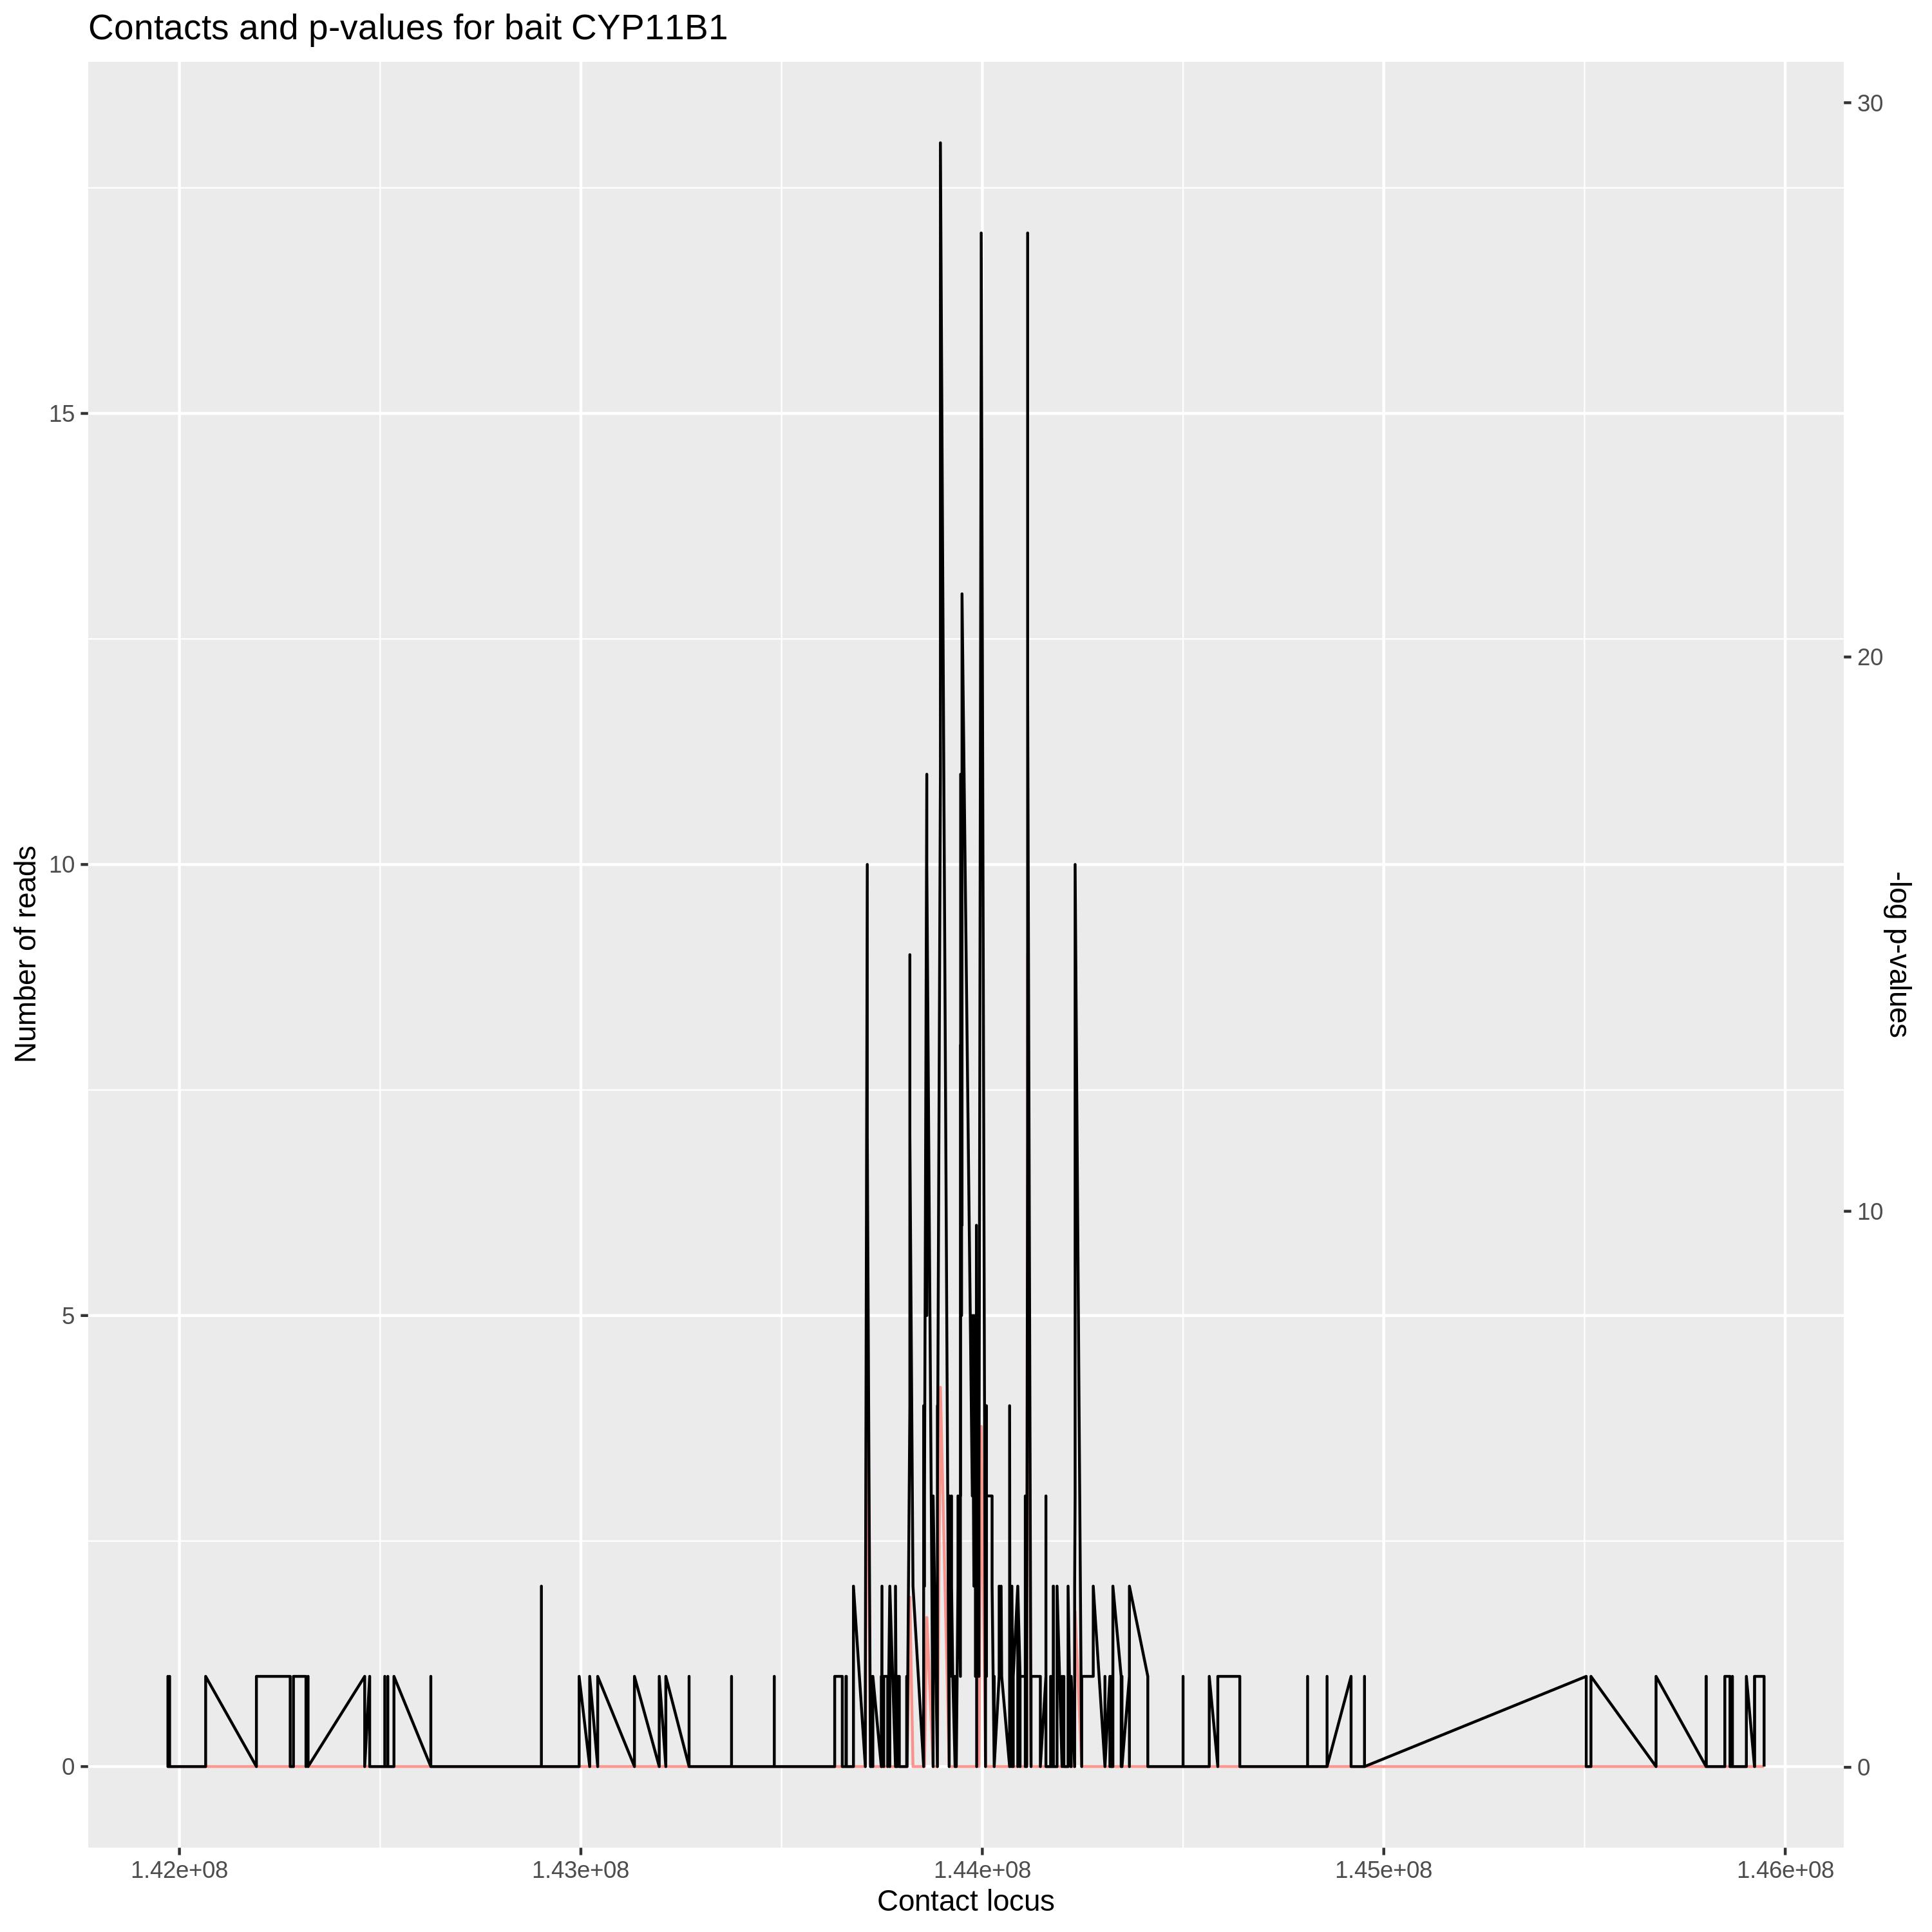 Contacts and p-values for bait CYP11B1
30
15
20
10
10
5
0
0
Number of reads
-log p-values
1.42e+08 1.43e+08 1.44e+08 1.45e+08 1.46e+08
Contact locus